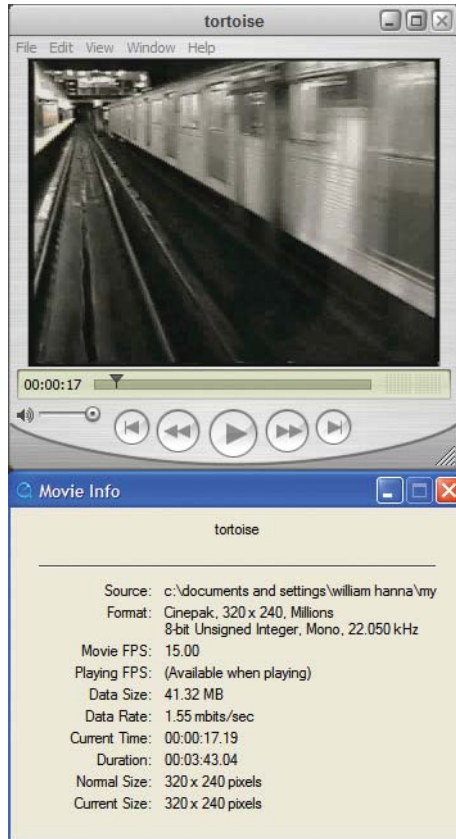 tortoise
File Edit View Window Help
00:00:17
Movie Info
tortoise
Source: c:\documents and settings\william hanna\my
Format: Cinepak, 320 x 240, Millions
8-bit Unsigned Integer, Mono, 22.050 kHz
Movie FPS: 15.00
Playing FPS: (Available when playing)
Data Size: 41.32 MB
Data Rate: 1.55 mbits/sec
Current Time: 00:00:17.19
Duration: 00:03:43.04
Normal Size: 320 x 240 pixels
Current Size: 320 x 240 pixels